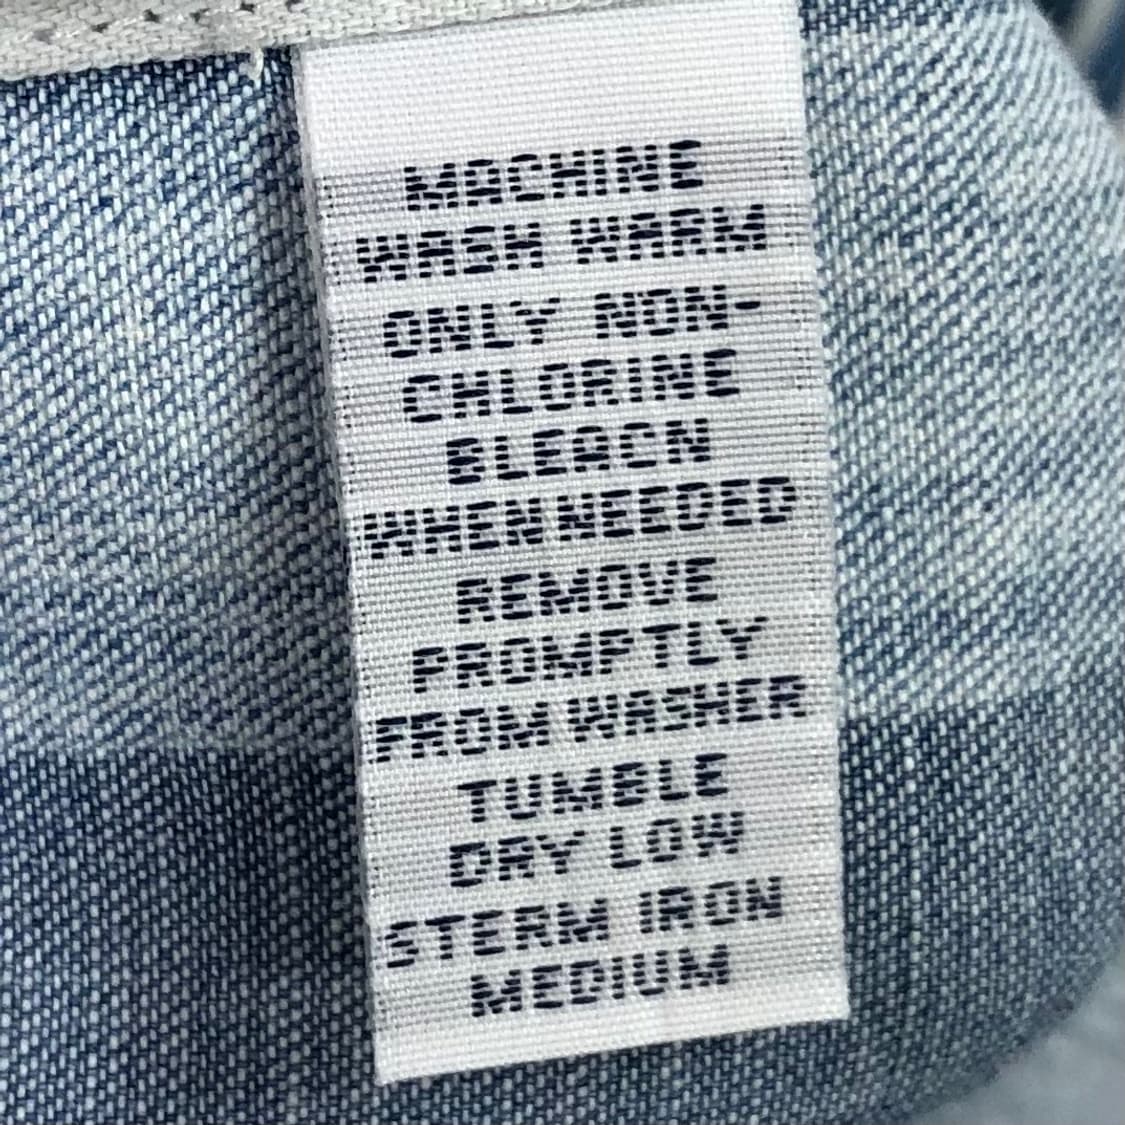 MACHINE
WASH WARM
ONLY NON-
CHLORINE
BLEACN
WHEN NEEDED
REMOVE
PROMPTLY
FROM WASHER
TUMBLE
DRY LOW
STERM IRON
MEDIUM